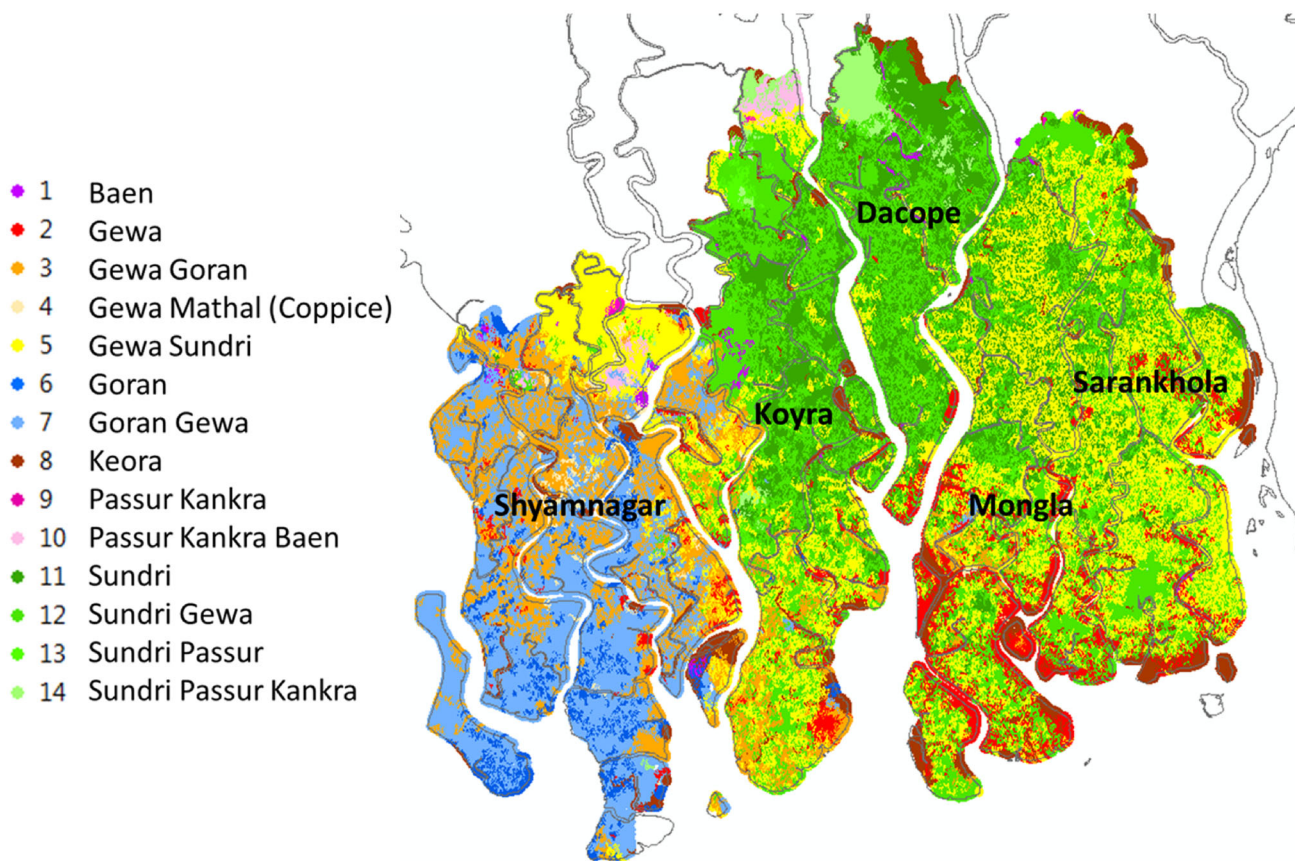 1 Baen
2 Gewa
3 Gewa Goran
4 Gewa Mathal (Coppice)
5 Gewa Sundri
6 Goran
7 Goran Gewa
8 Keora
9 Passur Kankra
10 Passur Kankra Baen
11 Sundri
12 Sundri Gewa
13 Sundri Passur
14 Sundri Passur Kankra
Dacope
Sarankhola
Koyra
Shyamnagar
Mongla